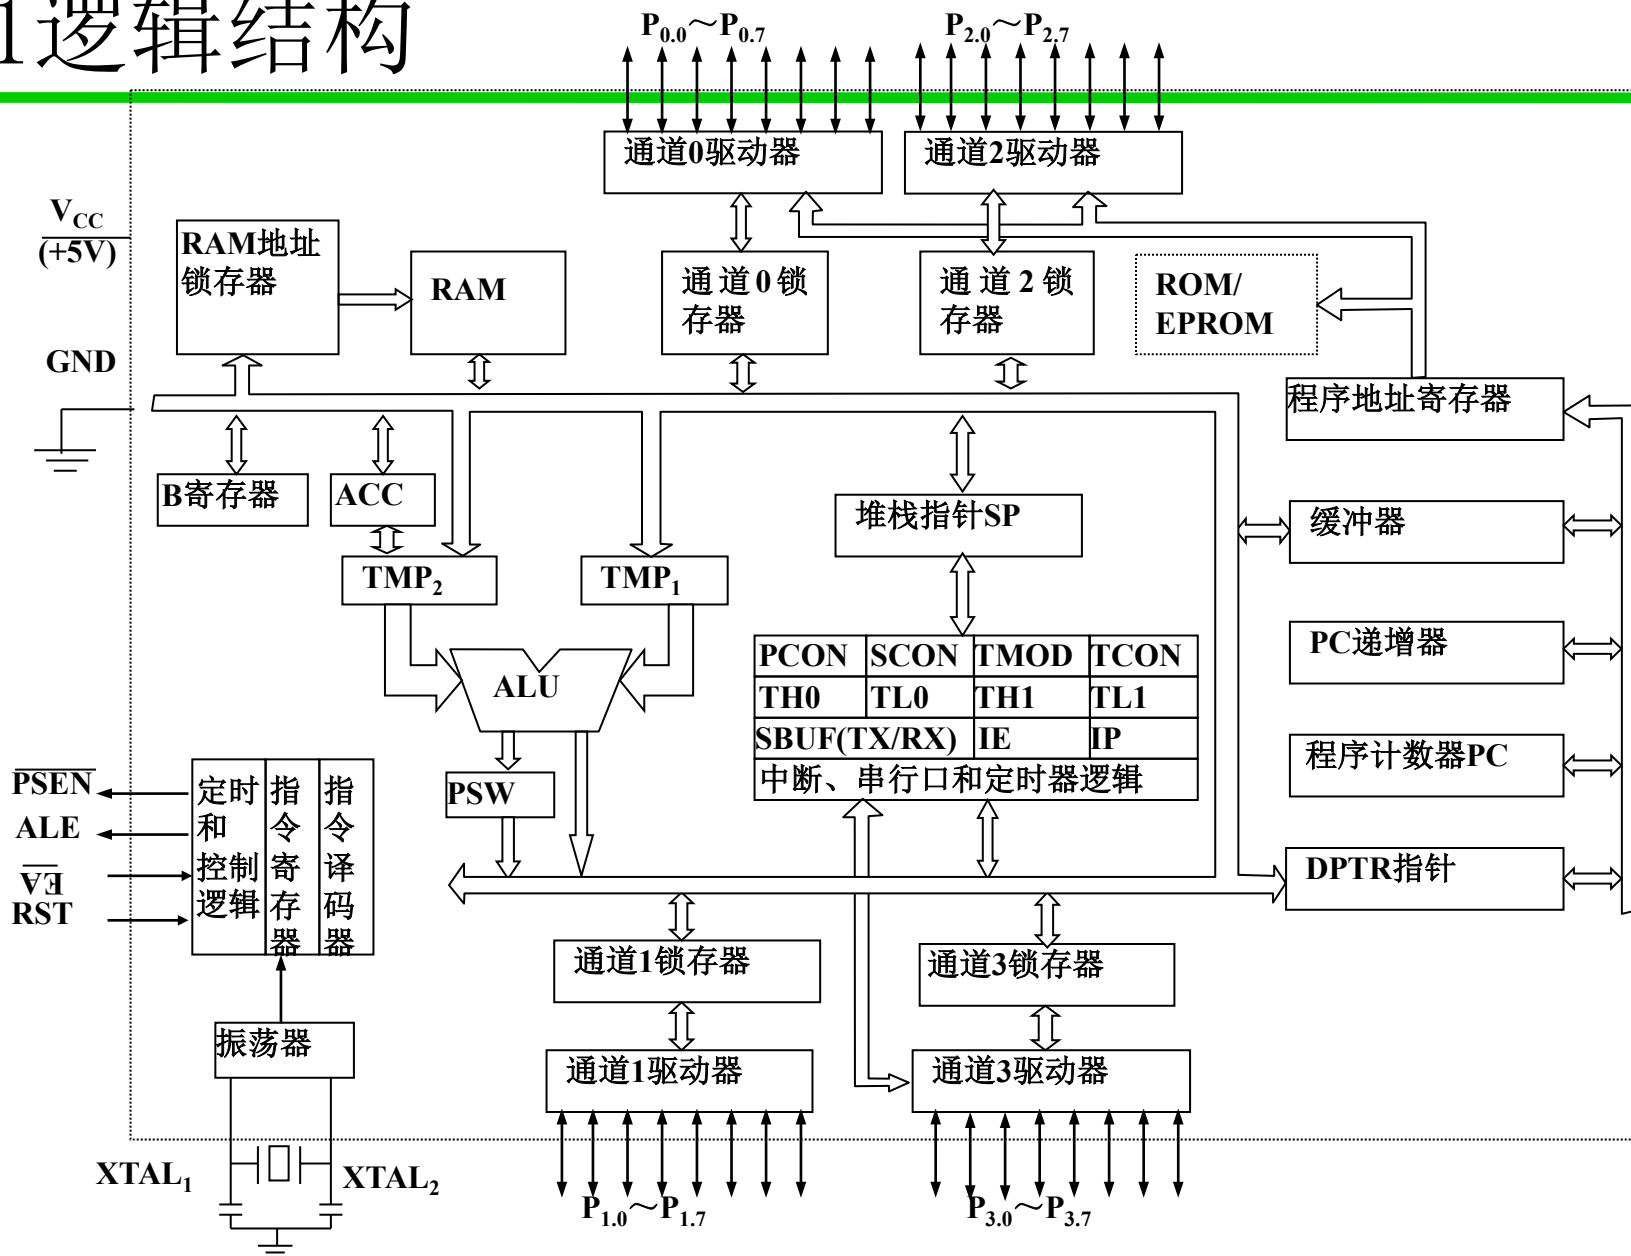 1逻辑结构
P0.0～P0.7
P2.0～P2.7
通道0驱动器
通道2驱动器
VCC
(+5V)
RAM地址
锁存器
RAM
通道0锁
存器
通道2锁
存器
ROM/
EPROM
GND
程序地址寄存器
B寄存器
ACC
堆栈指针SP
缓冲器
TMP2
TMP1
PC递增器
ALU
PCON SCON TMOD TCON
TH0 TL0 TH1 TL1
SBUF(TX/RX) IE IP
中断、串行口和定时器逻辑
程序计数器PC
PSEN
ALE
EA
RST
定时
和
控制
逻辑
指令寄存器
指令译码器
PSW
DPTR指针
通道1锁存器
通道3锁存器
振荡器
通道1驱动器
通道3驱动器
XTAL1
XTAL2
P1.0～P1.7
P3.0～P3.7